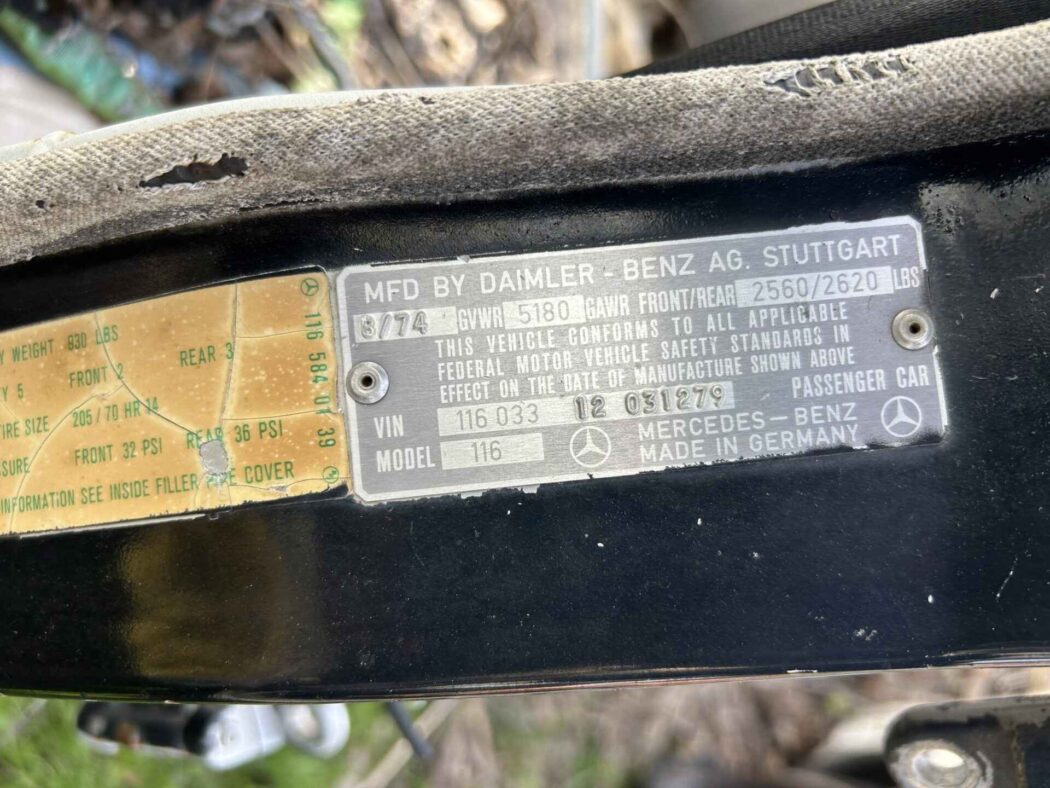 Y WEIGHT 930 LBS
Y 5 FRONT 2 REAR 3
TIRE SIZE 205/70 HR 14
SURE FRONT 32 PSI REAR 36 PSI
INFORMATION SEE INSIDE FILLER PIPE COVER
116 584 01 39
MFD BY DAIMLER - BENZ AG. STUTTGART
8/74 GVWR 5180 GAWR FRONT/REAR 2560/2620 LBS
THIS VEHICLE CONFORMS TO ALL APPLICABLE
FEDERAL MOTOR VEHICLE SAFETY STANDARDS IN
EFFECT ON THE DATE OF MANUFACTURE SHOWN ABOVE
VIN 116 033 12 031279 PASSENGER CAR
MODEL 116 MERCEDES-BENZ
MADE IN GERMANY